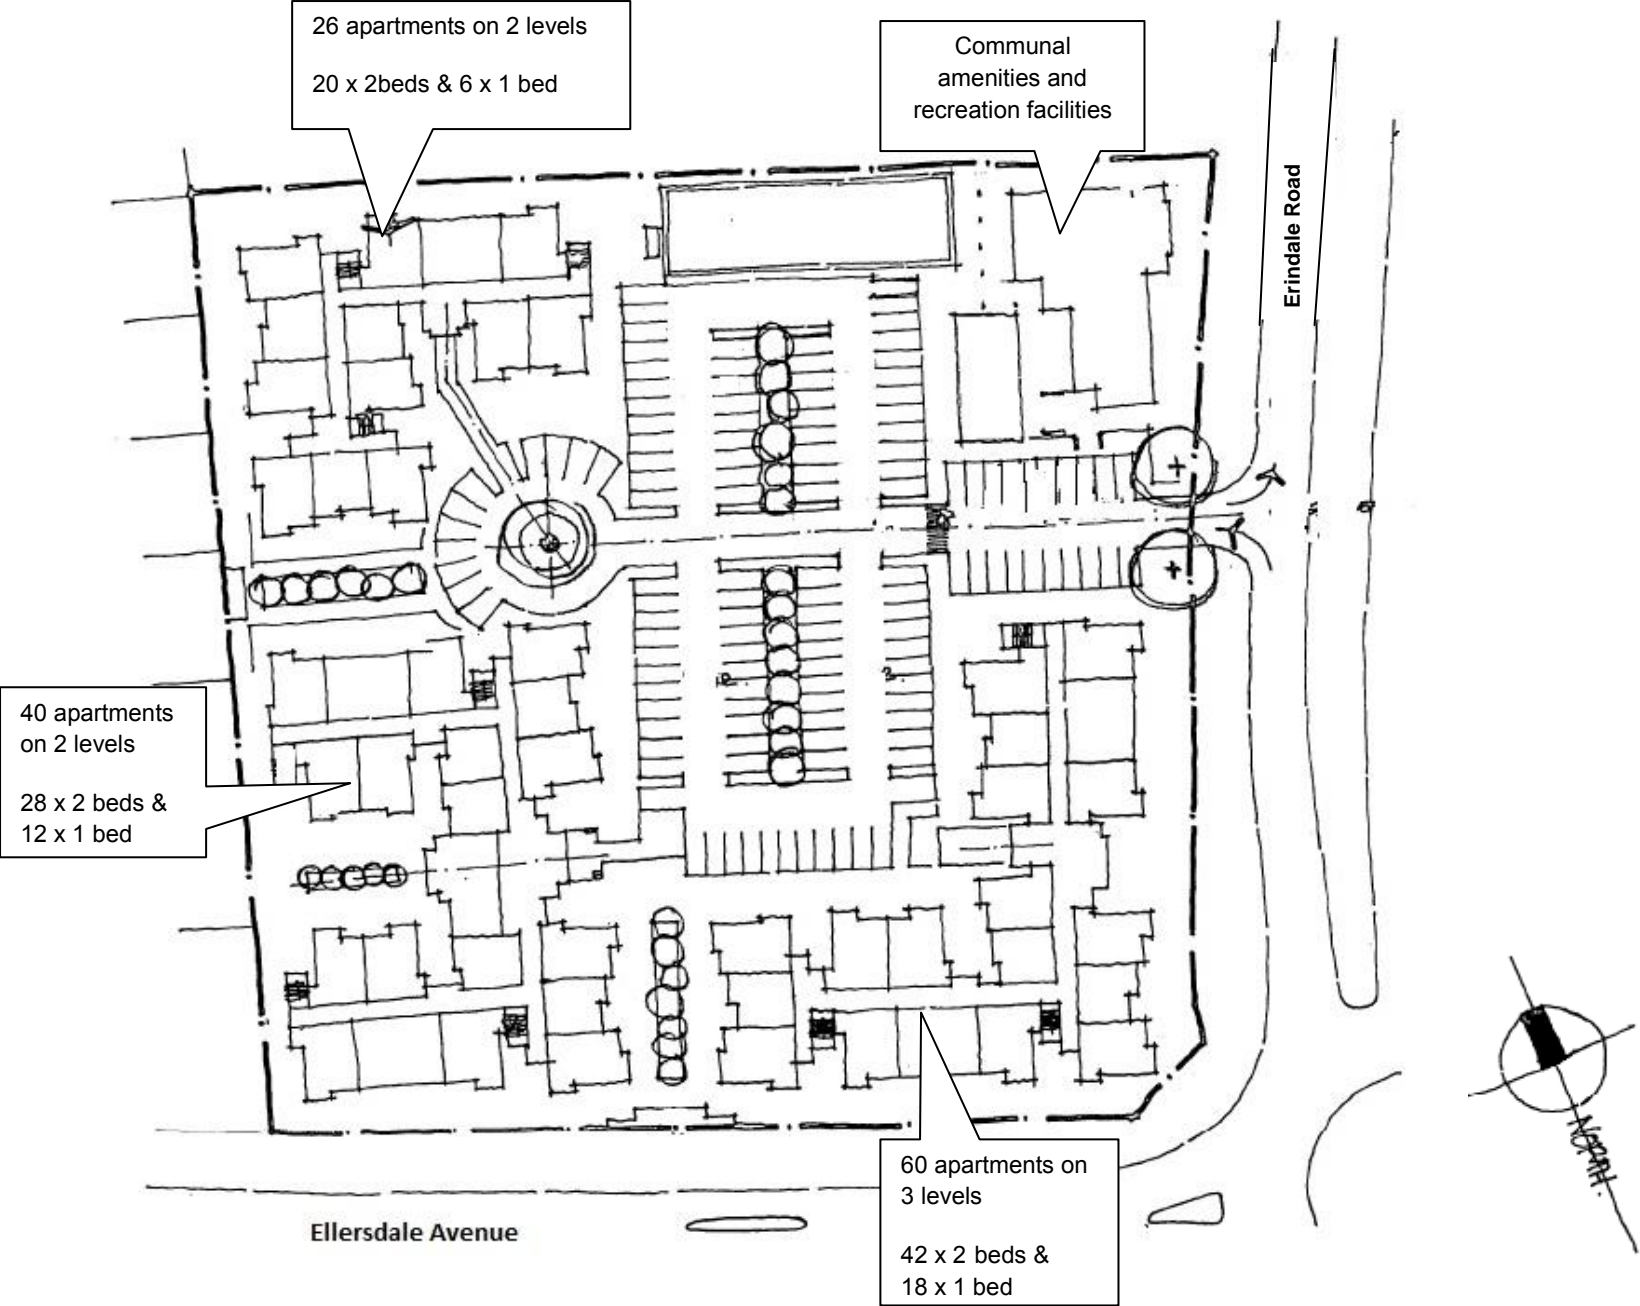 26 apartments on 2 levels
20 x 2beds & 6 x 1 bed
Communal
amenities and
recreation facilities
Erindale Road
40 apartments
on 2 levels
28 x 2 beds &
12 x 1 bed
60 apartments on
3 levels
42 x 2 beds &
18 x 1 bed
Ellersdale Avenue
NORTH.